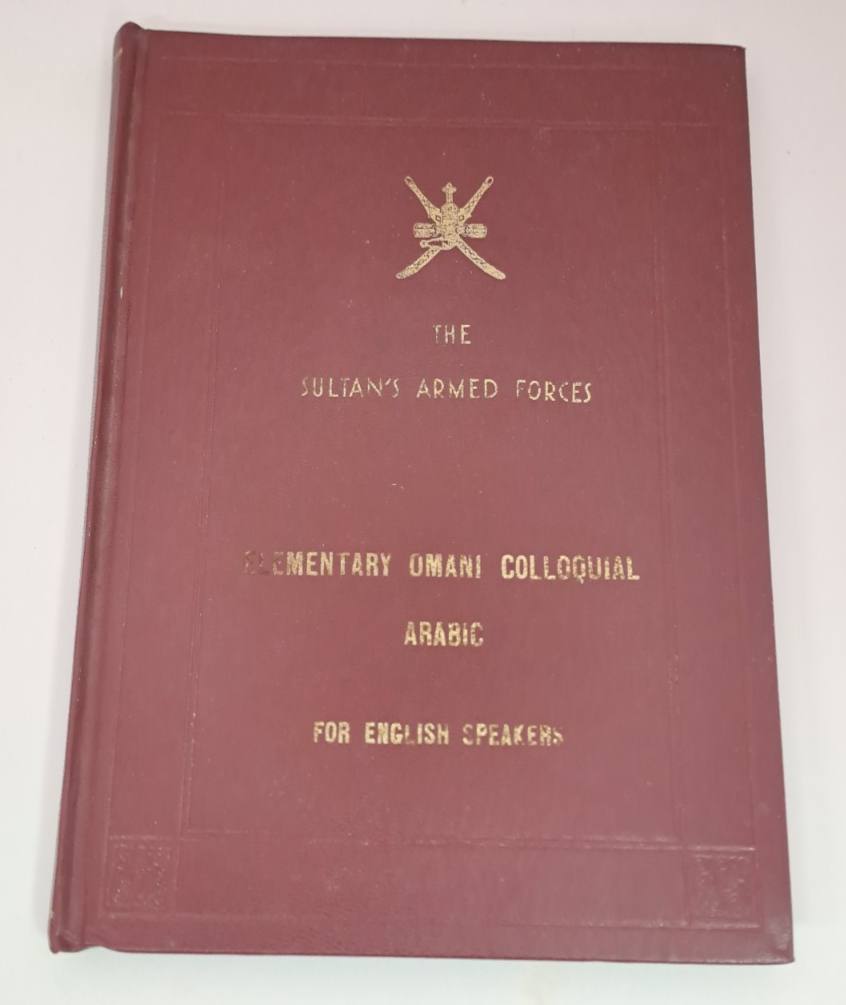 THE
SULTAN'S ARMED FORCES
ELEMENTARY OMANI COLLOQUIAL
ARABIC
FOR ENGLISH SPEAKERS